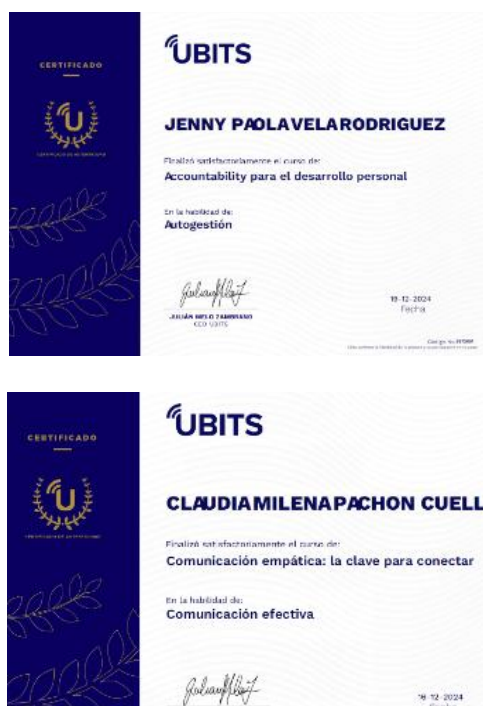 CERTIFICADO
UBITS
JENNY PAOLA VELA RODRIGUEZ
Finalizó satisfactoriamente el curso de:
Accountability para el desarrollo personal
En la habilidad de:
Autogestión
JULIÁN MELO ZAMBRANO
CEO UBITS
16-12-2024
Fecha
CERTIFICADO
UBITS
CLAUDIA MILENA PACHON CUELL
Finalizó satisfactoriamente el curso de:
Comunicación empática: la clave para conectar
En la habilidad de:
Comunicación efectiva
16-12-2024